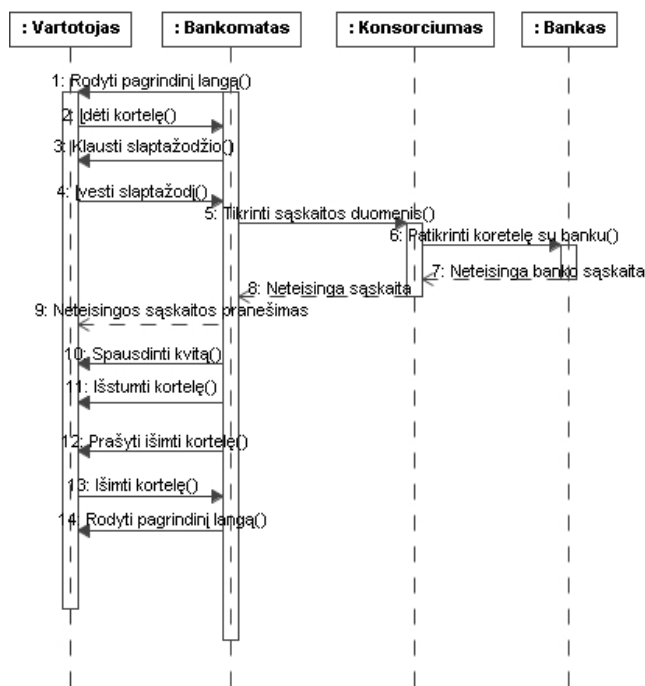 : Vartotojas
: Bankomatas
: Konsorciumas
: Bankas
1: Rodyti pagrindinį langą()
2: Įdėti kortelę()
3: Klausti slaptažodžio()
4: Įvesti slaptažodį()
5: Tikrinti sąskaitos duomenis()
6: Patikrinti koretelę su banku()
7: Neteisinga banko sąskaita
8: Neteisinga sąskaita
9: Neteisingos sąskaitos pranešimas
10: Spausdinti kvitą()
11: Išstumti kortelę()
12: Prašyti išimti kortelę()
13: Išimti kortelę()
14: Rodyti pagrindinį langą()